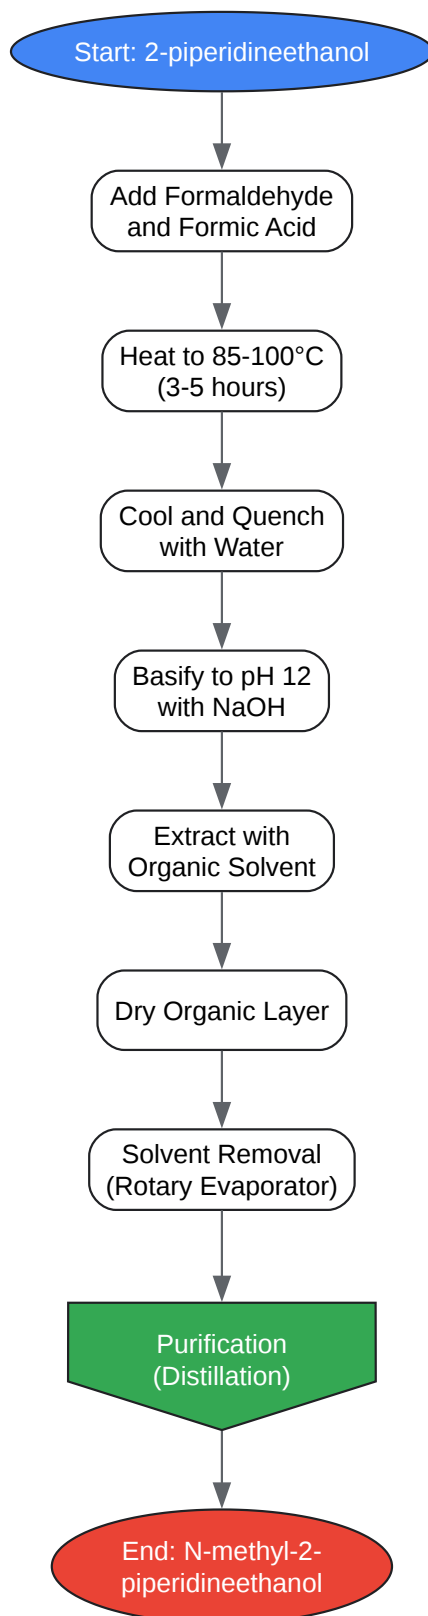 Start: 2-piperidineethanol
Add Formaldehyde
and Formic Acid
Heat to 85-100°C
(3-5 hours)
Cool and Quench
with Water
Basify to pH 12
with NaOH
Extract with
Organic Solvent
Dry Organic Layer
Solvent Removal
(Rotary Evaporator)
Purification
(Distillation)
End: N-methyl-2-
piperidineethanol